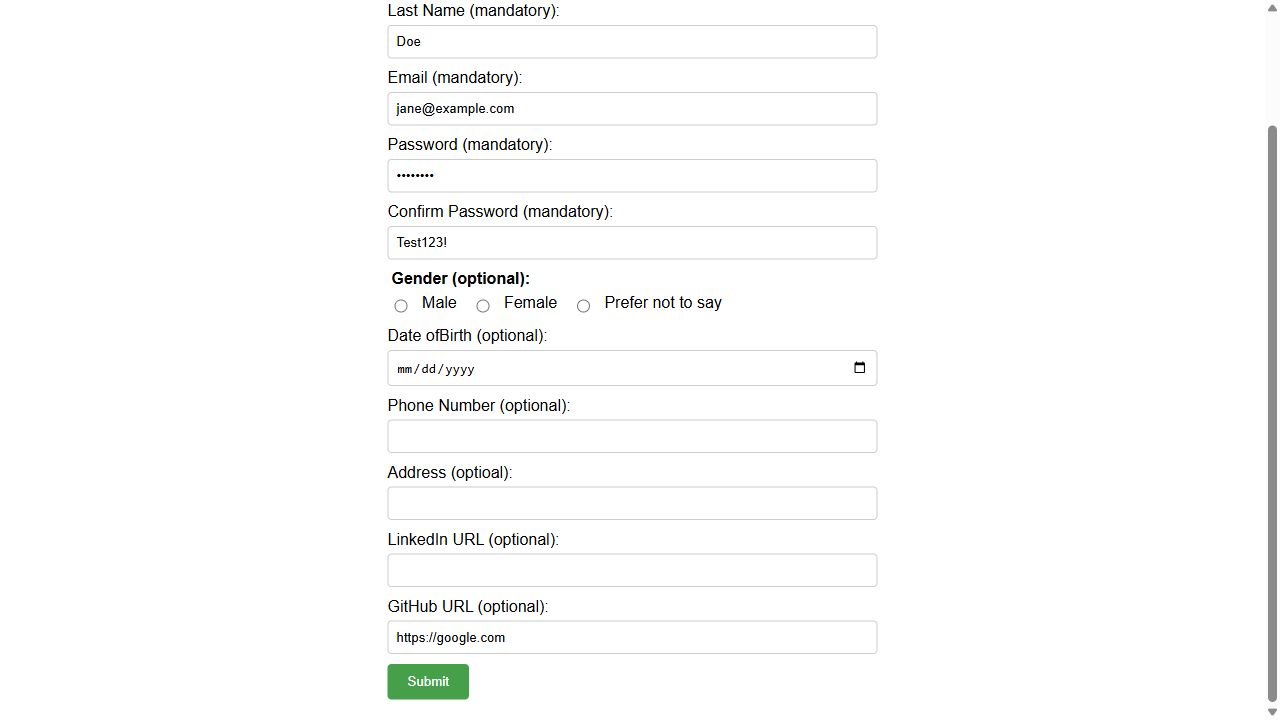 Last Name (mandatory):
Doe
Email (mandatory):
jane@example.com
Password (mandatory):
••••••••
Confirm Password (mandatory):
Test123!
Gender (optional):
Male Female Prefer not to say
Date ofBirth (optional):
mm/dd/yyyy
Phone Number (optional):
Address (optioal):
LinkedIn URL (optional):
GitHub URL (optional):
https://google.com
Submit